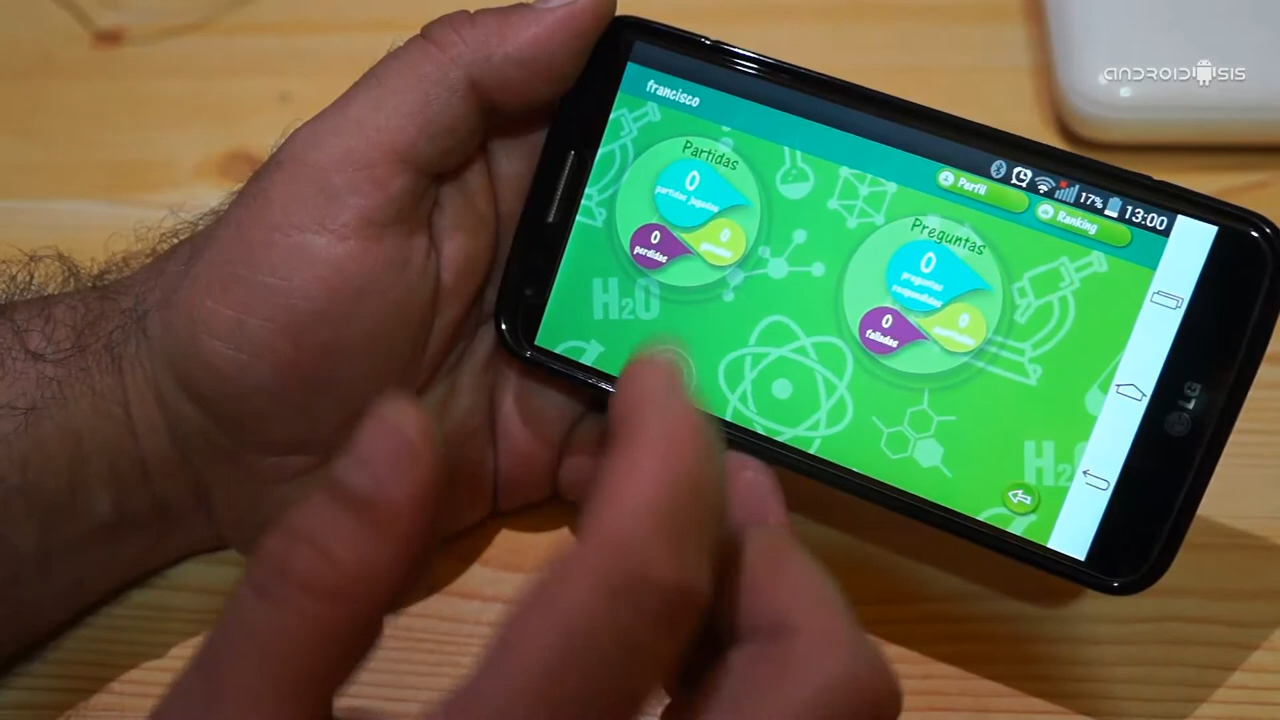 ANDROIDSIS
francisco
17% 13:00
Perfil
Ranking
Partidas
0
partidas jugadas
0
perdidas
0
Preguntas
0
preguntas
respondidas
0
falladas
0
H₂O
H₂
LG